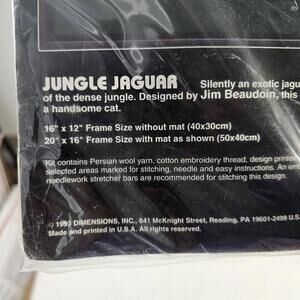 JUNGLE JAGUAR Silently an exotic jagu
of the dense jungle. Designed by Jim Beaudoin, this
a handsome cat.
16" x 12" Frame Size without mat (40x30cm)
20" x 16" Frame Size with mat as shown (50x40cm)
Kit contains Persian wool yarn, cotton embroidery thread, design printed
selected areas marked for stitching, needle and easy instructions. An em
needlework stretcher bars are recommended for stitching this design.
© 1993 DIMENSIONS, INC., 641 McKnight Street, Reading, PA 19601-2499 U.S
Made and printed in U.S.A. All rights reserved.